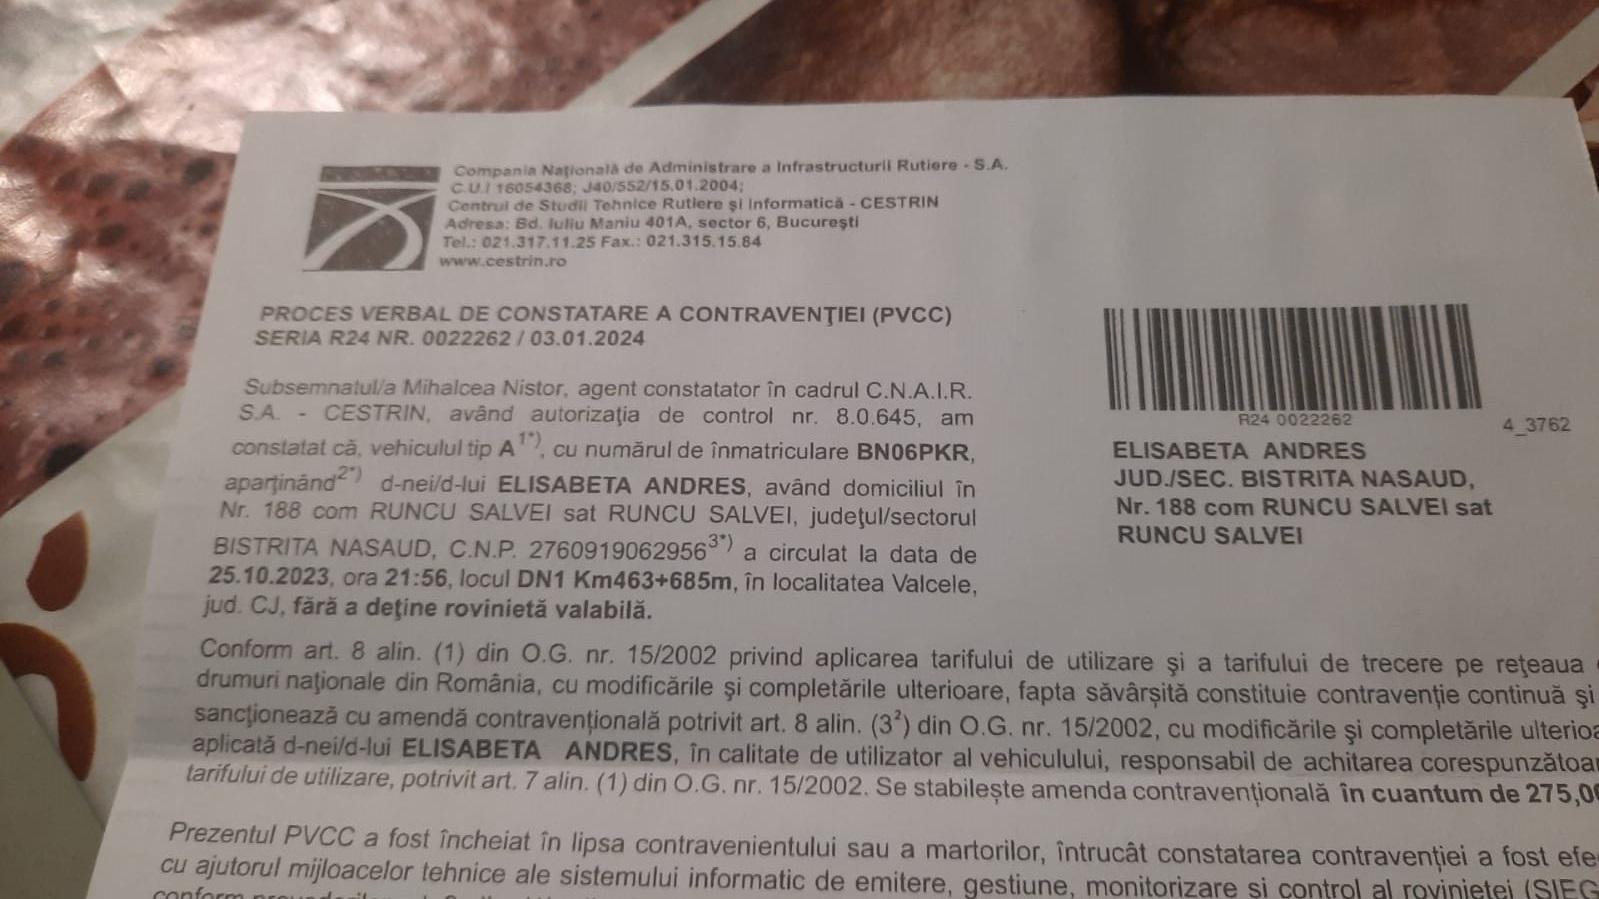 Compania Naţională de Administrare a Infrastructurii Rutiere - S.A.
C.U.I 16054368; J40/552/15.01.2004;
Centrul de Studii Tehnice Rutiere şi Informatică - CESTRIN
Adresa: Bd. Iuliu Maniu 401A, sector 6, Bucureşti
Tel.: 021.317.11.25 Fax.: 021.315.15.84
www.cestrin.ro
PROCES VERBAL DE CONSTATARE A CONTRAVENŢIEI (PVCC)
SERIA R24 NR. 0022262 / 03.01.2024
Subsemnatul/a Mihalcea Nistor, agent constatator în cadrul C.N.A.I.R.
S.A. - CESTRIN, având autorizaţia de control nr. 8.0.645, am
constatat că, vehiculul tip A 1*), cu numărul de înmatriculare BN06PKR,
aparţinând2*) d-nei/d-lui ELISABETA ANDRES, având domiciliul în
Nr. 188 com RUNCU SALVEI sat RUNCU SALVEI, judeţul/sectorul
BISTRITA NASAUD, C.N.P. 2760919062956 3*) a circulat la data de
25.10.2023, ora 21:56, locul DN1 Km463+685m, în localitatea Valcele,
jud. CJ, fără a deţine rovinietă valabilă.
R24 0022262
4_3762
ELISABETA ANDRES
JUD./SEC. BISTRITA NASAUD,
Nr. 188 com RUNCU SALVEI sat
RUNCU SALVEI
Conform art. 8 alin. (1) din O.G. nr. 15/2002 privind aplicarea tarifului de utilizare şi a tarifului de trecere pe reţeaua
drumuri naţionale din România, cu modificările şi completările ulterioare, fapta săvârşită constituie contravenţie continuă şi
sancţionează cu amendă contravenţională potrivit art. 8 alin. (3²) din O.G. nr. 15/2002, cu modificările şi completările ulterioa
aplicată d-nei/d-lui ELISABETA ANDRES, în calitate de utilizator al vehiculului, responsabil de achitarea corespunzătoar
tarifului de utilizare, potrivit art. 7 alin. (1) din O.G. nr. 15/2002. Se stabileşte amenda contravenţională în cuantum de 275,00
Prezentul PVCC a fost încheiat în lipsa contravenientului sau a martorilor, întrucât constatarea contravenţiei a fost efe
cu ajutorul mijloacelor tehnice ale sistemului informatic de emitere, gestiune, monitorizare si control al rovinietei (SIEG
conform